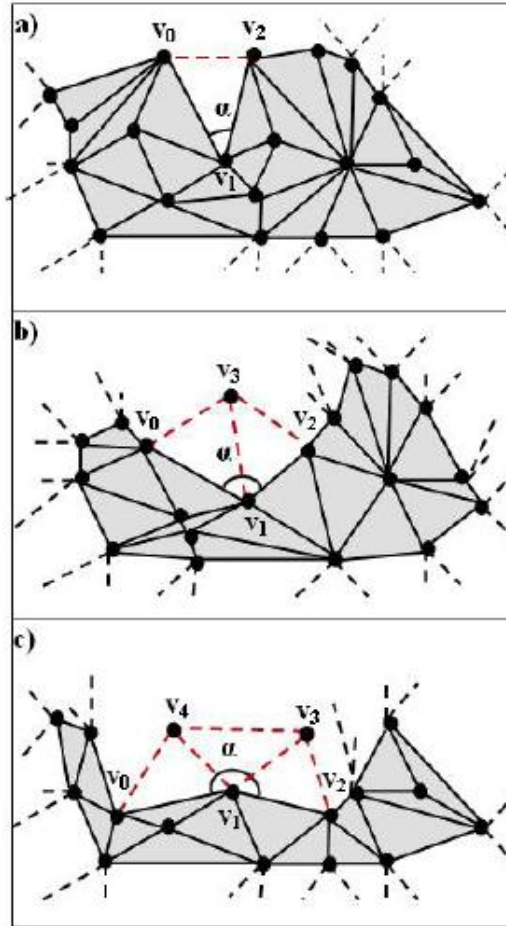 a)
v₀ v₂
α
v₁
b)
v₃
v₀ v₂
α
v₁
c)
v₄ v₃
α
v₀ v₂
v₁